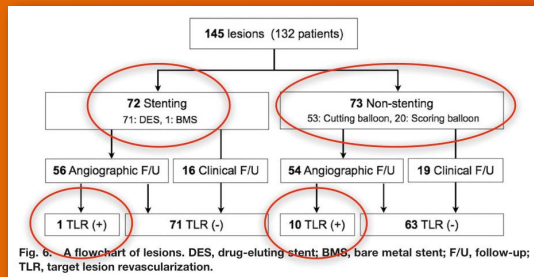 145 lesions (132 patients)
72 Stenting
71: DES, 1: BMS
73 Non-stenting
53: Cutting balloon, 20: Scoring balloon
56 Angiographic F/U
16 Clinical F/U
54 Angiographic F/U
19 Clinical F/U
1 TLR (+)
71 TLR (-)
10 TLR (+)
63 TLR (-)
Fig. 6. A flowchart of lesions. DES, drug-eluting stent; BMS, bare metal stent; F/U, follow-up;
TLR, target lesion revascularization.